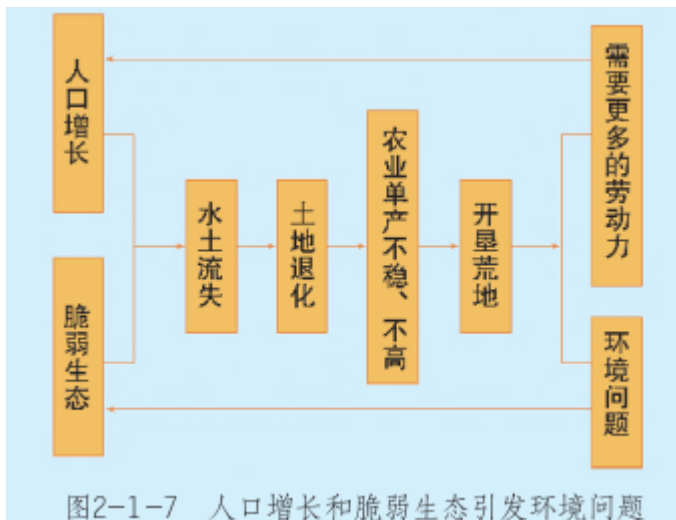 人口增长
脆弱生态
水土流失
土地退化
农业单产不稳、不高
开垦荒地
需要更多的劳动力
环境问题
图2-1-7 人口增长和脆弱生态引发环境问题